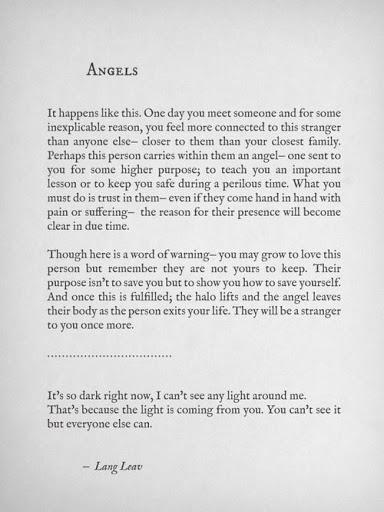 ANGELS
It happens like this. One day you meet someone and for some
inexplicable reason, you feel more connected to this stranger
than anyone else– closer to them than your closest family.
Perhaps this person carries within them an angel– one sent to
you for some higher purpose; to teach you an important
lesson or to keep you safe during a perilous time. What you
must do is trust in them– even if they come hand in hand with
pain or suffering– the reason for their presence will become
clear in due time.
Though here is a word of warning– you may grow to love this
person but remember they are not yours to keep. Their
purpose isn't to save you but to show you how to save yourself.
And once this is fulfilled; the halo lifts and the angel leaves
their body as the person exits your life. They will be a stranger
to you once more.
..................................
It's so dark right now, I can't see any light around me.
That's because the light is coming from you. You can't see it
but everyone else can.
– Lang Leav